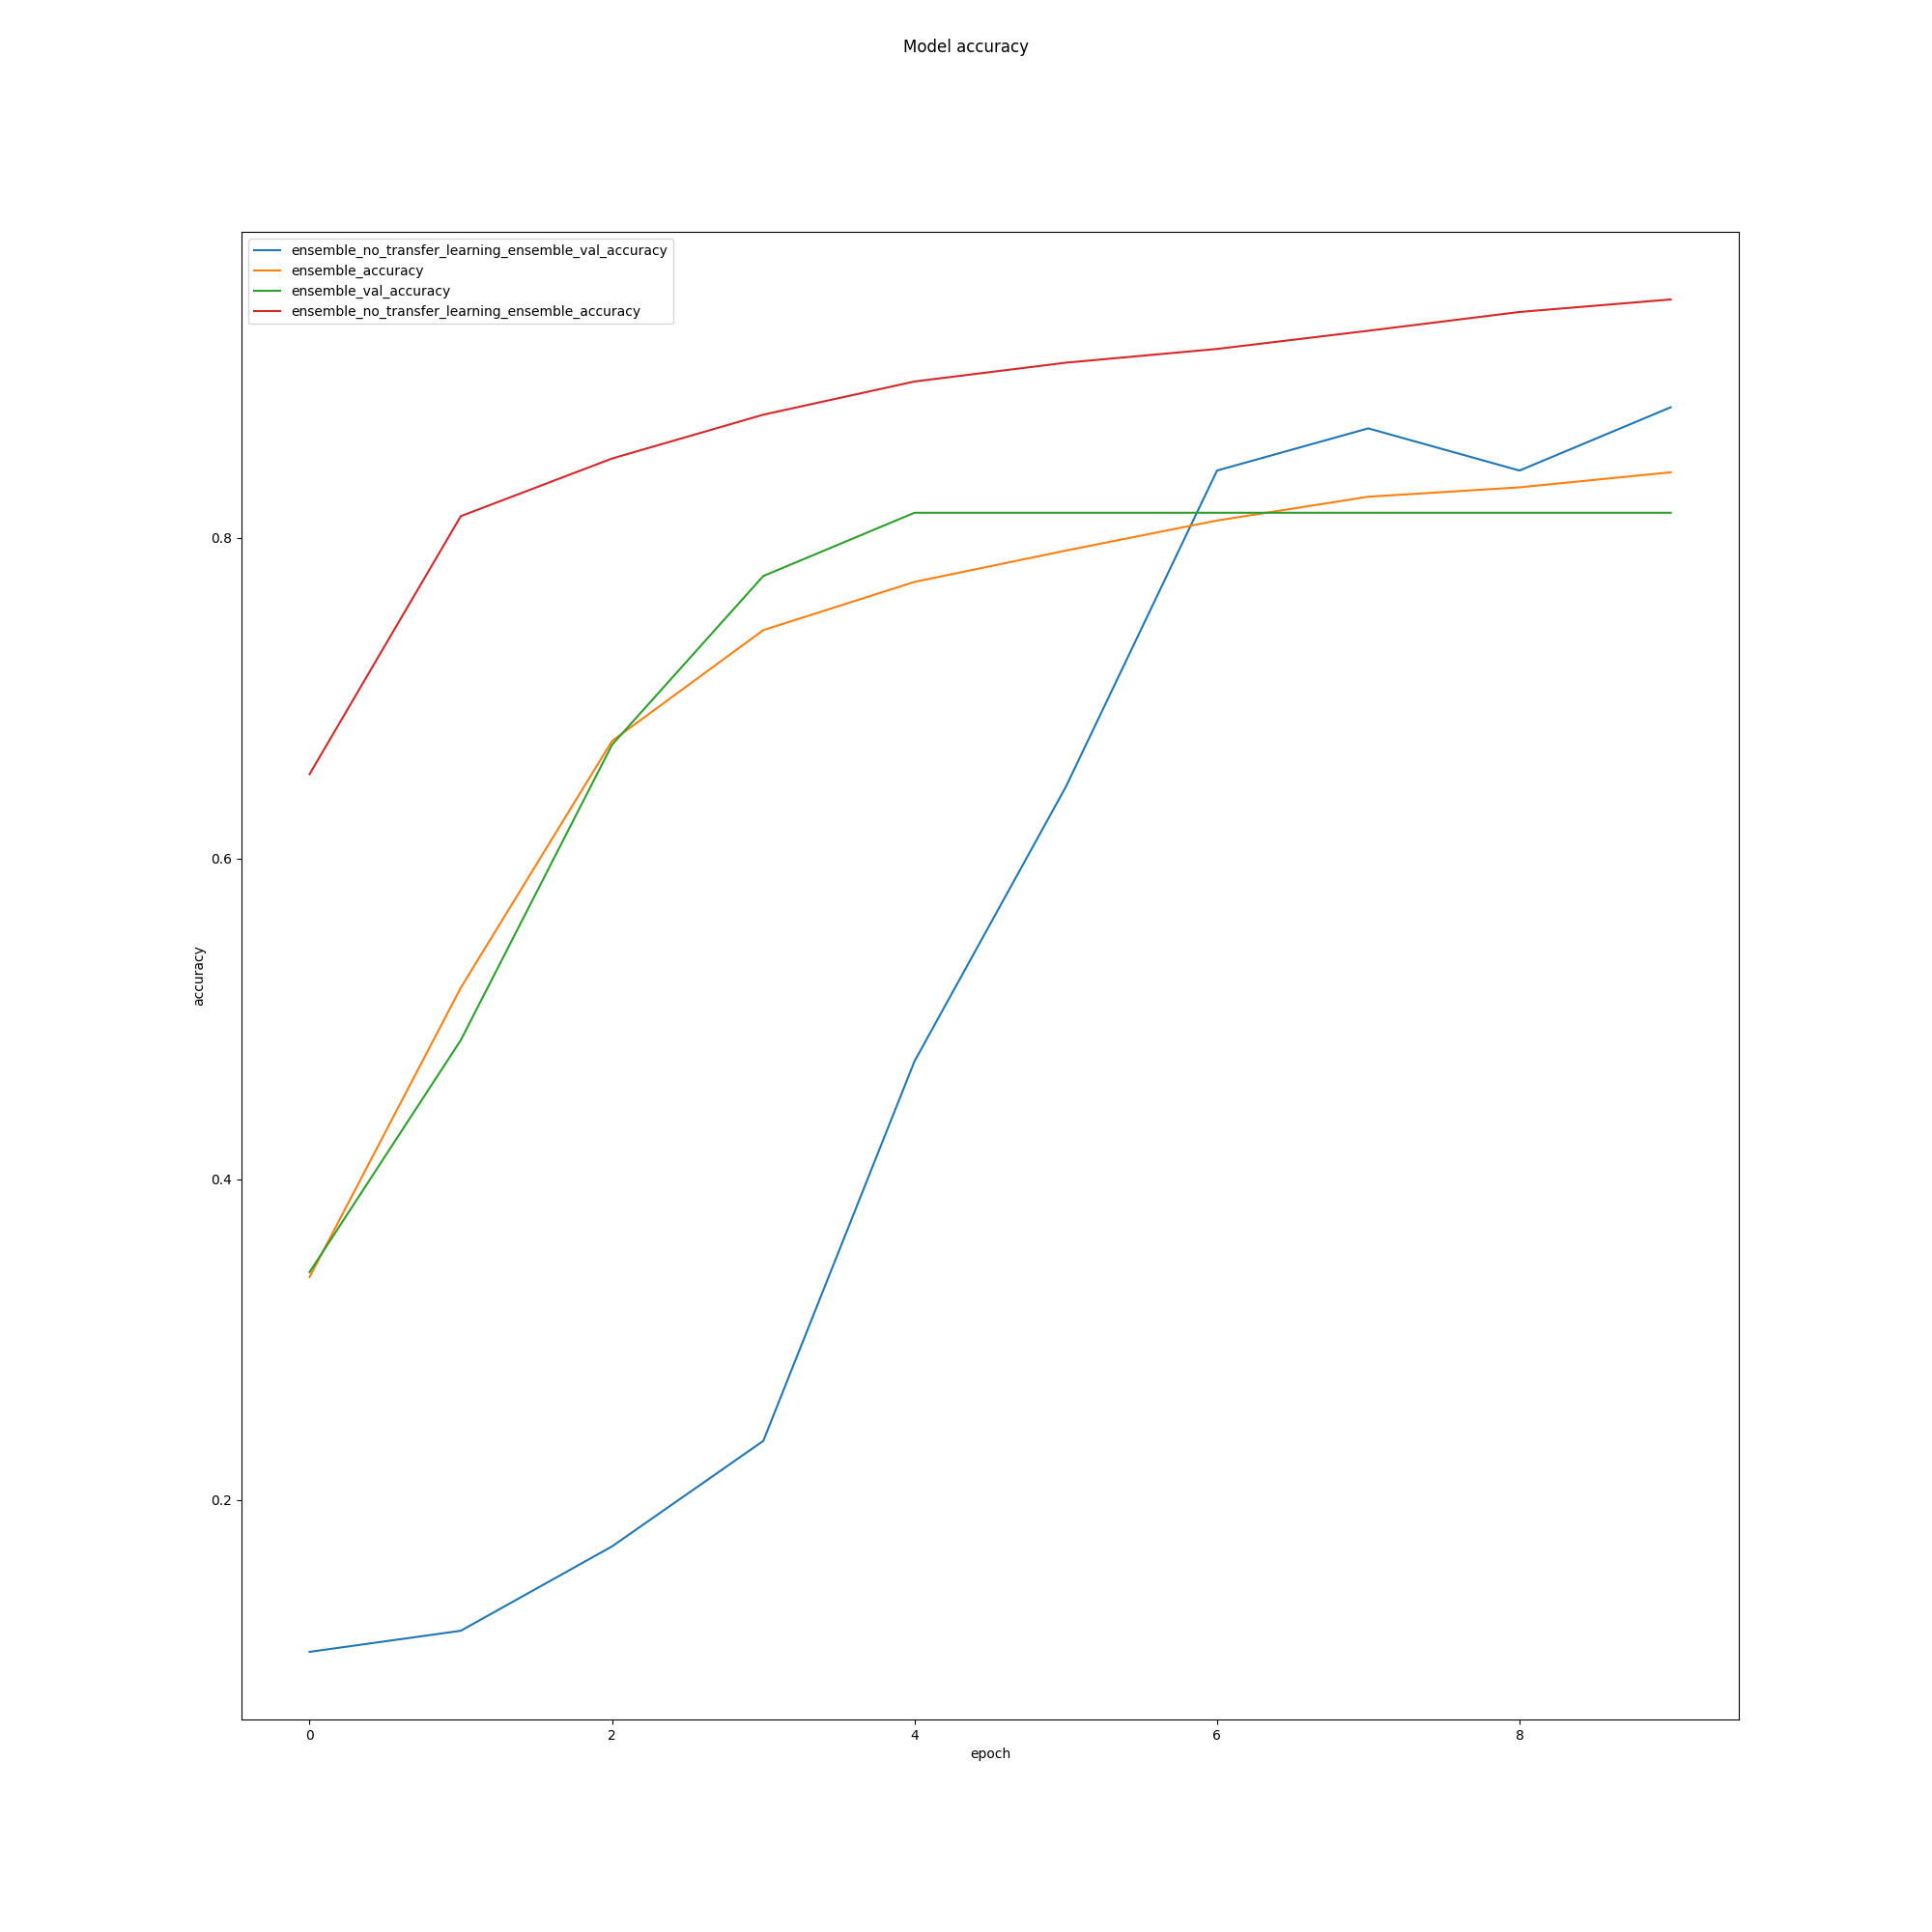 Model accuracy
ensemble_no_transfer_learning_ensemble_val_accuracy
ensemble_accuracy
ensemble_val_accuracy
ensemble_no_transfer_learning_ensemble_accuracy
0.8
0.6
accuracy
0.4
0.2
0 2 4 6 8
epoch